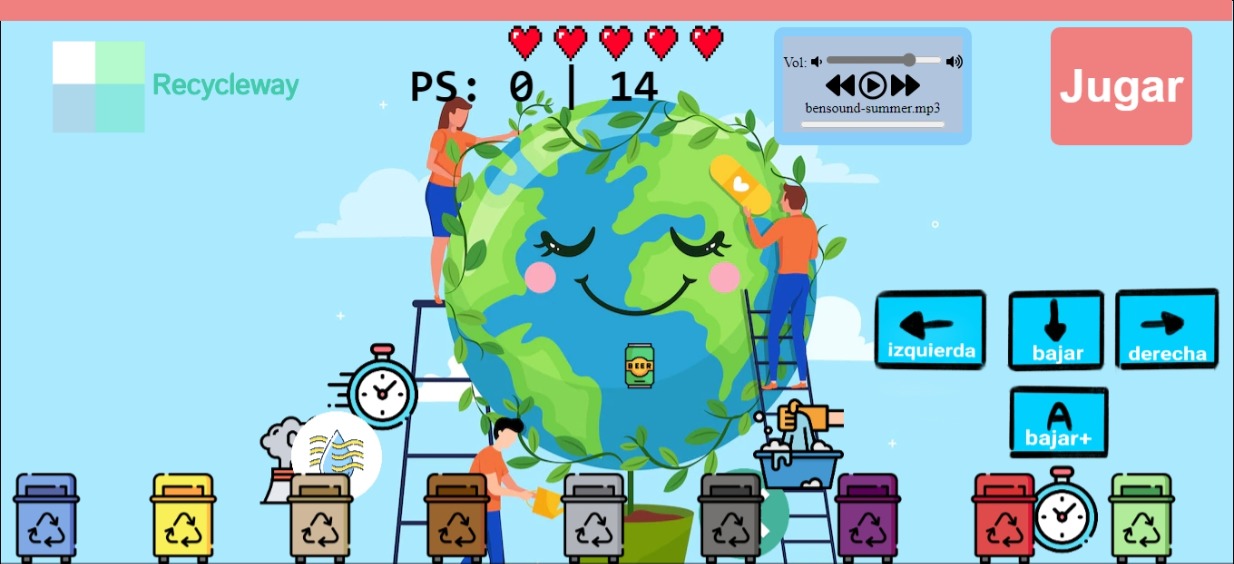 Recycleway
PS: 0 | 14
Vol:
bensound-summer.mp3
Jugar
izquierda
bajar
derecha
A
bajar+
BEER